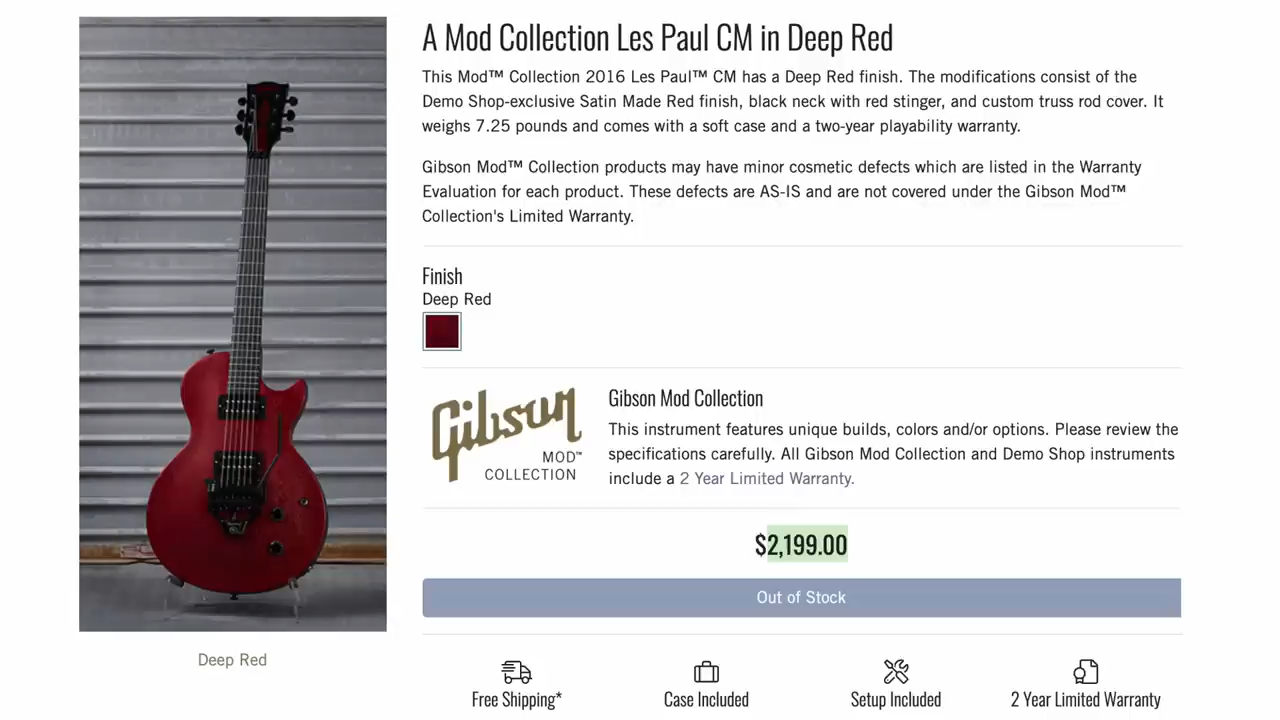 A Mod Collection Les Paul CM in Deep Red
This Mod™ Collection 2016 Les Paul™ CM has a Deep Red finish. The modifications consist of the
Demo Shop-exclusive Satin Made Red finish, black neck with red stinger, and custom truss rod cover. It
weighs 7.25 pounds and comes with a soft case and a two-year playability warranty.
Gibson Mod™ Collection products may have minor cosmetic defects which are listed in the Warranty
Evaluation for each product. These defects are AS-IS and are not covered under the Gibson Mod™
Collection's Limited Warranty.
Finish
Deep Red
Gibson
MOD™
COLLECTION
Gibson Mod Collection
This instrument features unique builds, colors and/or options. Please review the
specifications carefully. All Gibson Mod Collection and Demo Shop instruments
include a 2 Year Limited Warranty.
$2,199.00
Out of Stock
Deep Red
Free Shipping*
Case Included
Setup Included
2 Year Limited Warranty